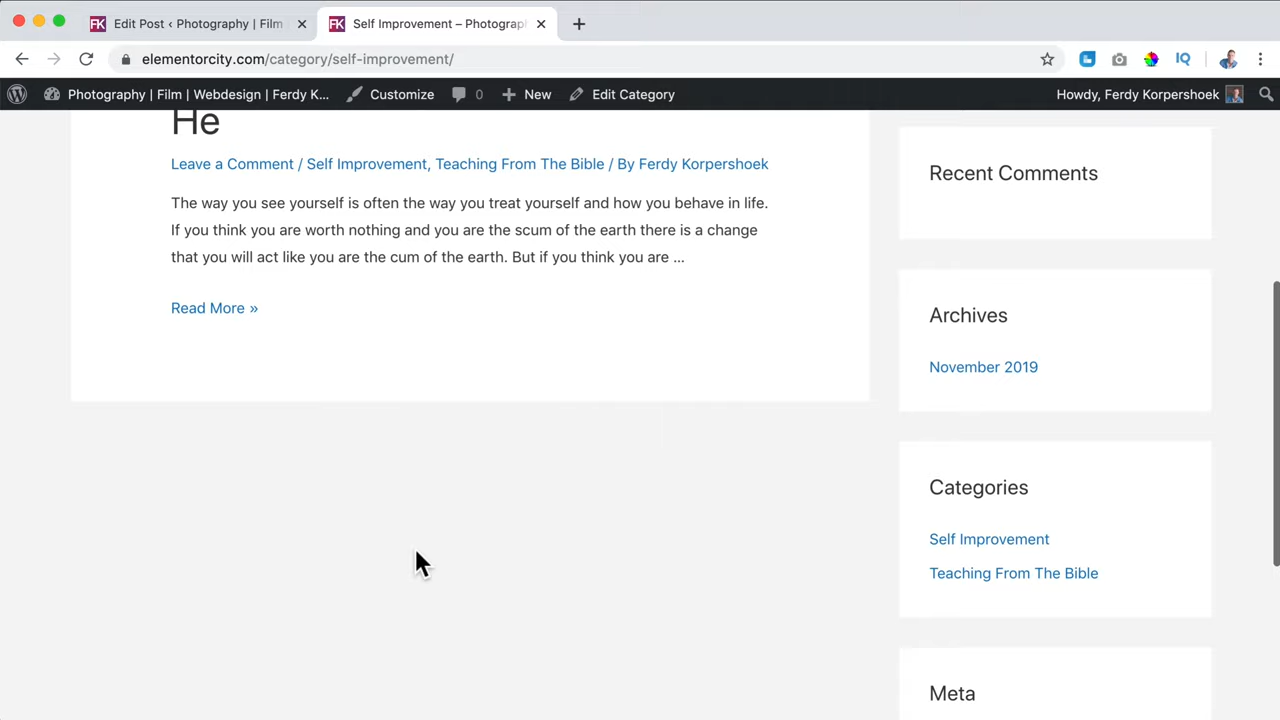 Edit Post ‹ Photography | Film
Self Improvement – Photograp
elementorcity.com/category/self-improvement/
IQ
Photography | Film | Webdesign | Ferdy K...
Customize
0
New
Edit Category
Howdy, Ferdy Korpershoek
He
Leave a Comment / Self Improvement, Teaching From The Bible / By Ferdy Korpershoek
The way you see yourself is often the way you treat yourself and how you behave in life.
If you think you are worth nothing and you are the scum of the earth there is a change
that you will act like you are the cum of the earth. But if you think you are ...
Read More »
Recent Comments
Archives
November 2019
Categories
Self Improvement
Teaching From The Bible
Meta